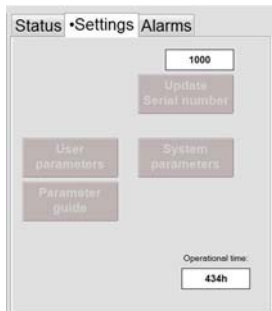 Status •Settings Alarms
1000
Update
Serial number
User
parameters
System
parameters
Parameter
guide
Operational time:
434h